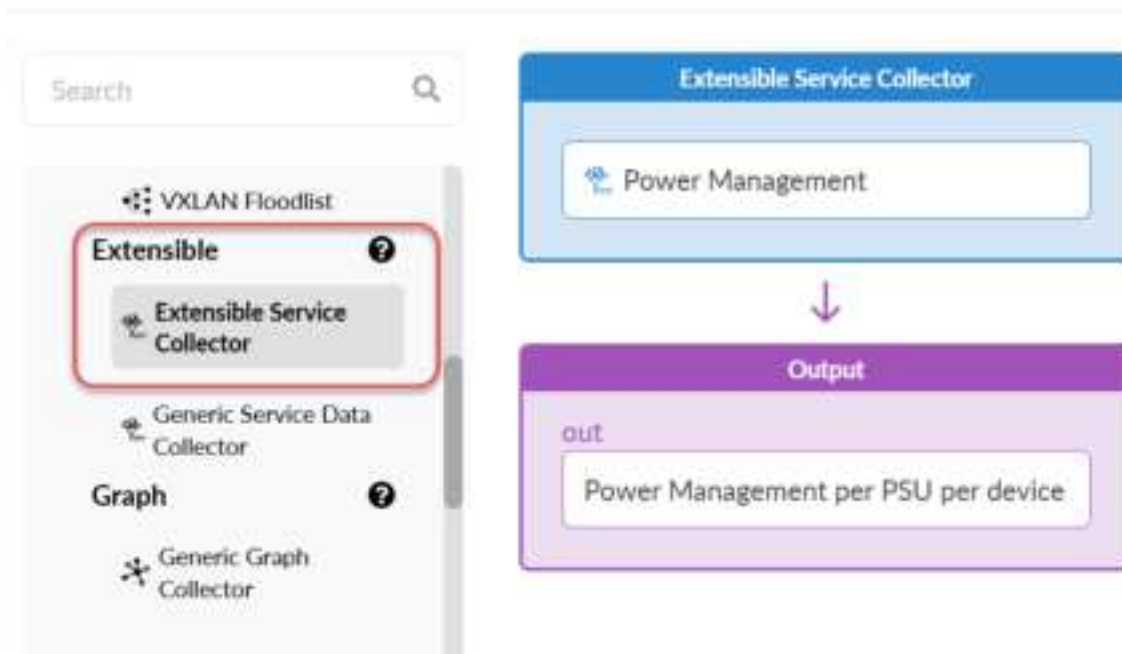 Search
VXLAN Floodlist
Extensible
Extensible Service
Collector
Generic Service Data
Collector
Graph
Generic Graph
Collector
Extensible Service Collector
Power Management
Output
out
Power Management per PSU per device